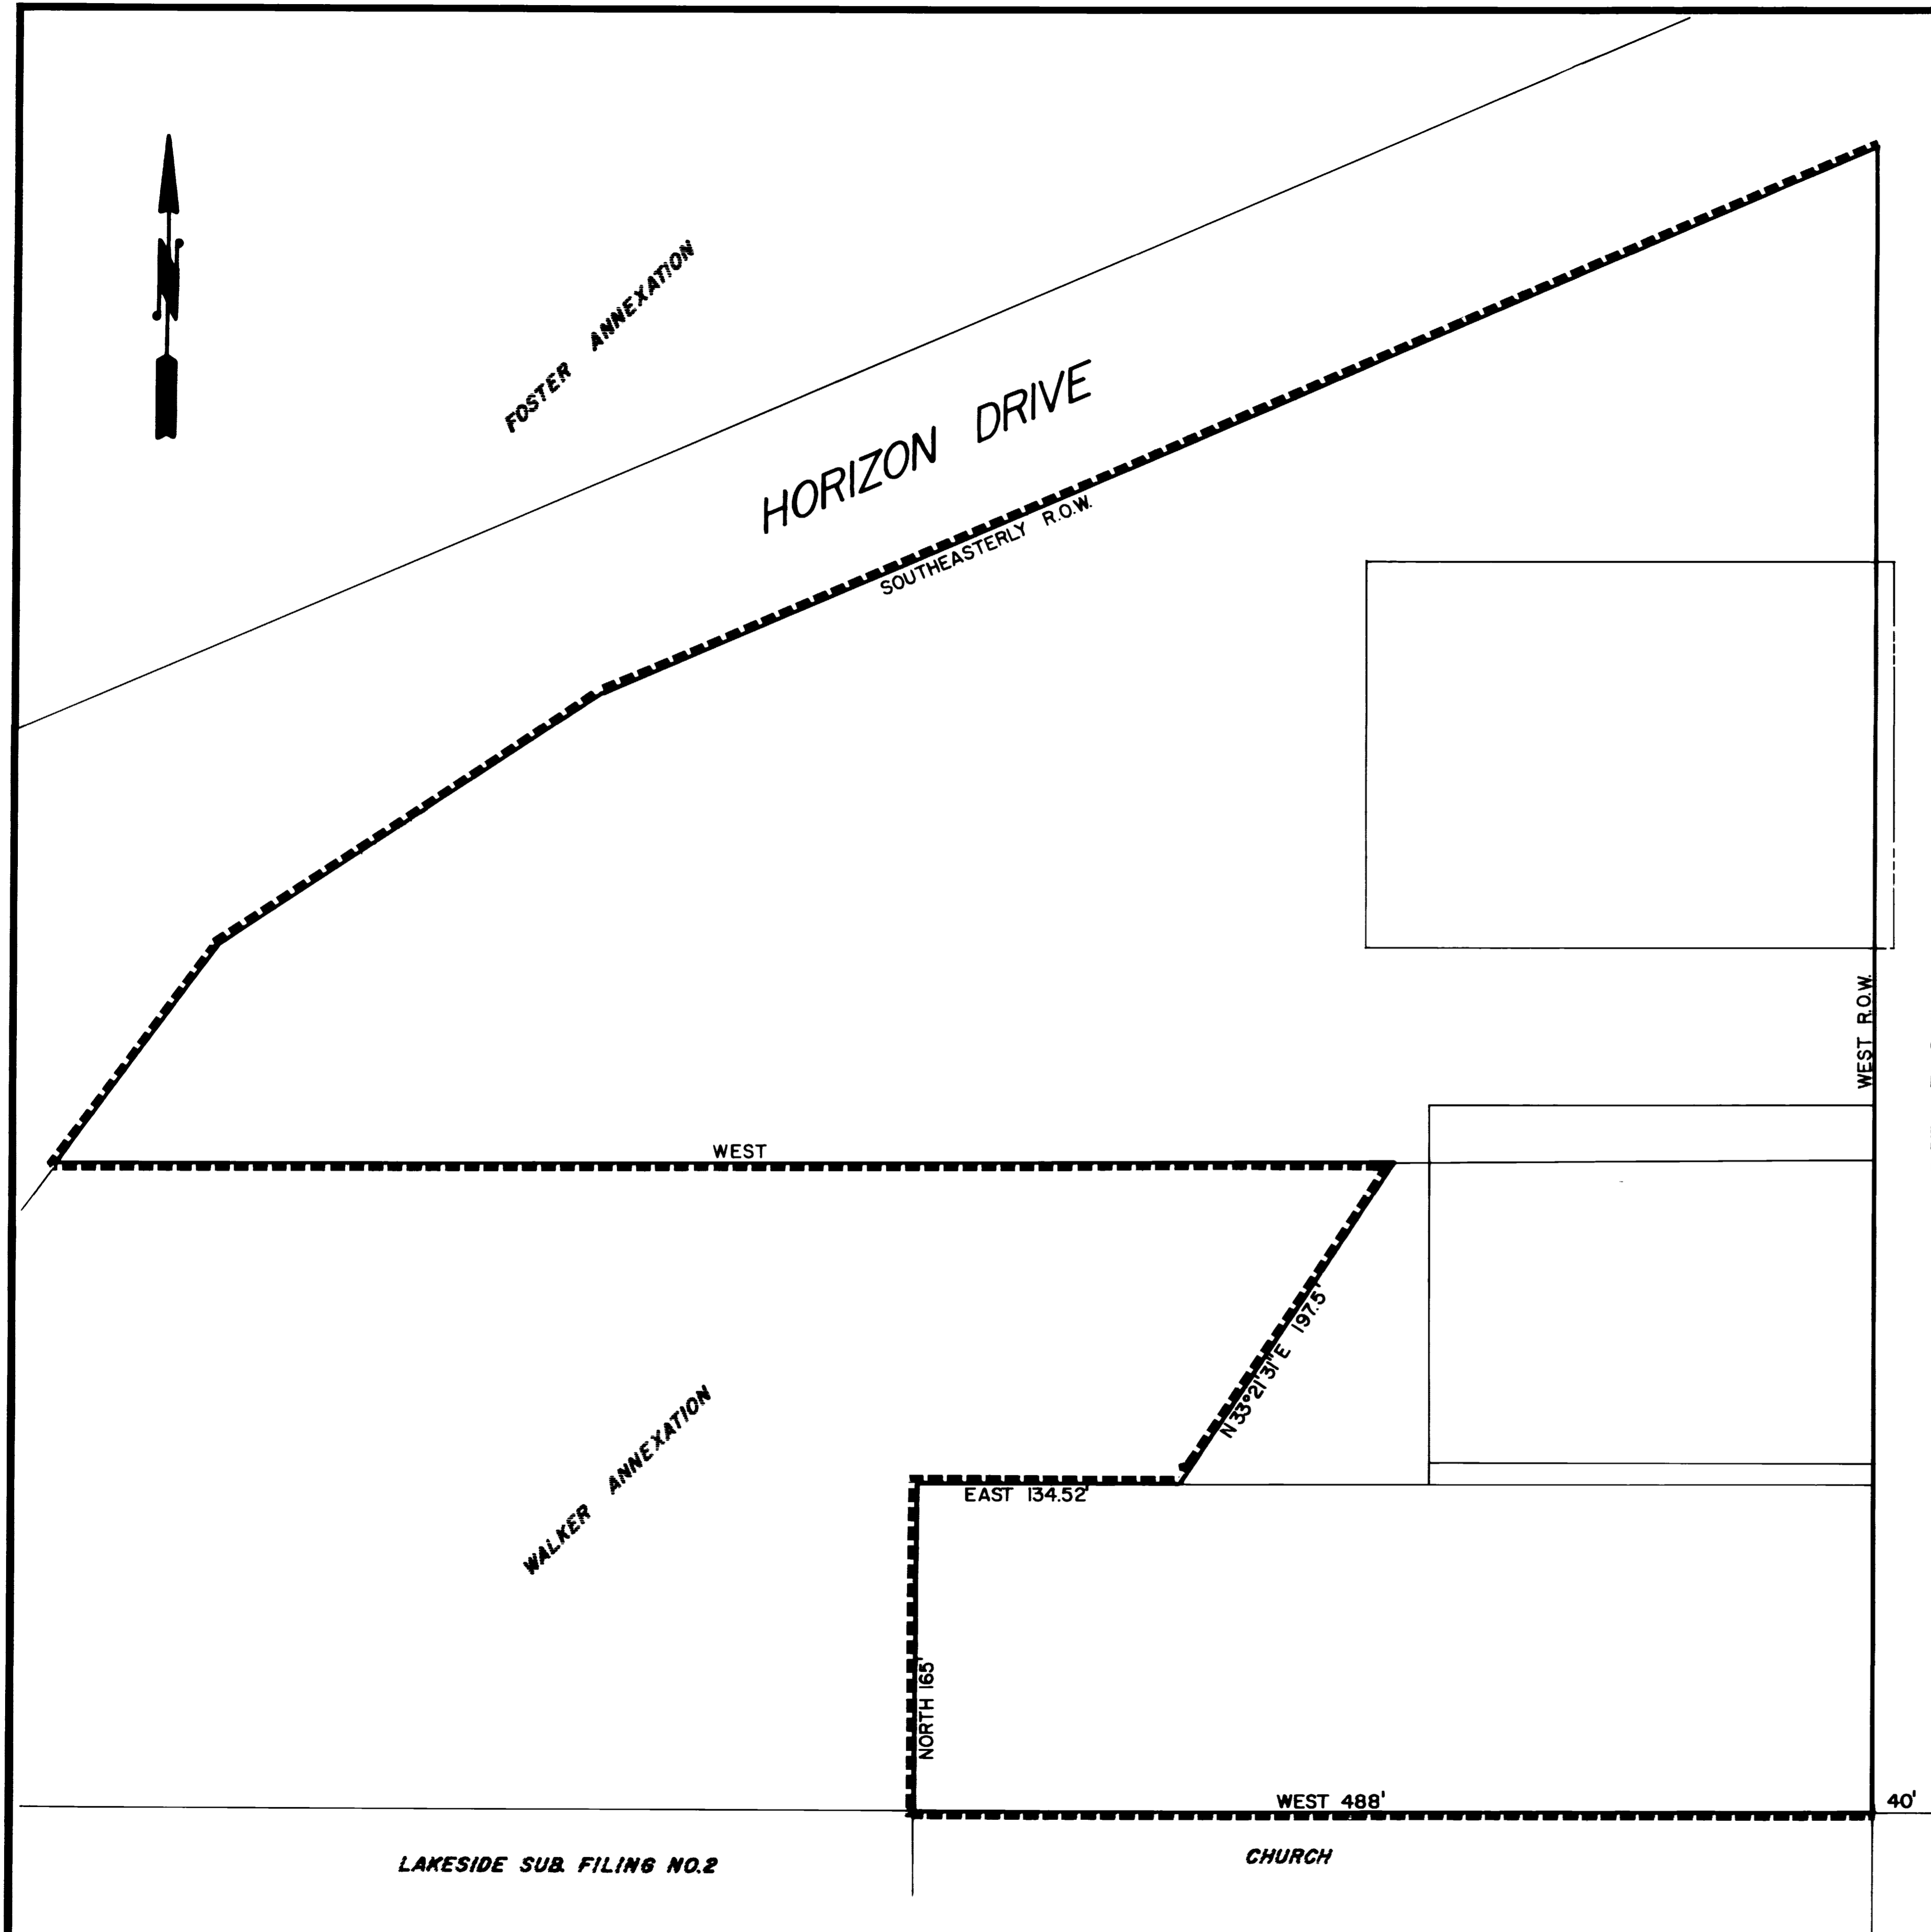 N
FOSTER ANNEXATION
HORIZON DRIVE
SOUTHEASTERLY R.O.W.
WEST R.O.W.
WEST
N 33°21'31"E 197.5'
WALKER ANNEXATION
EAST 134.52'
NORTH 165'
WEST 488'
40'
LAKESIDE SUB. FILING NO.2
CHURCH